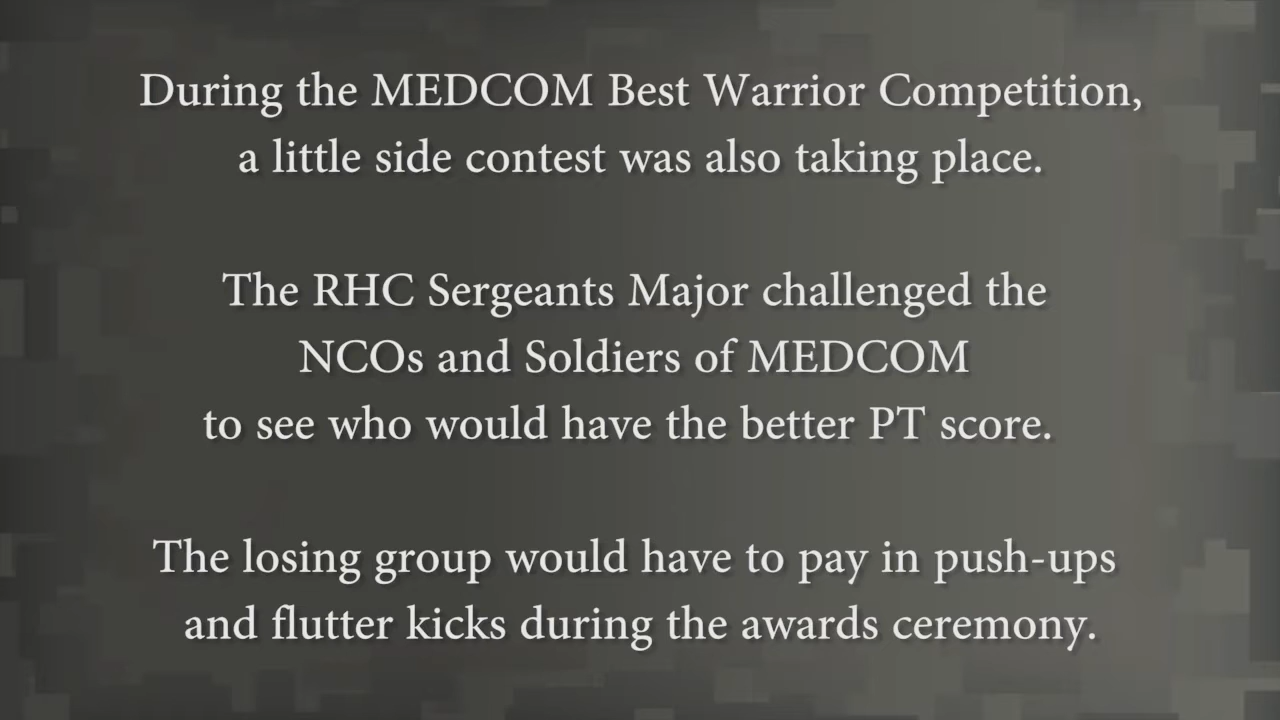 During the MEDCOM Best Warrior Competition,
a little side contest was also taking place.
The RHC Sergeants Major challenged the
NCOs and Soldiers of MEDCOM
to see who would have the better PT score.
The losing group would have to pay in push-ups
and flutter kicks during the awards ceremony.